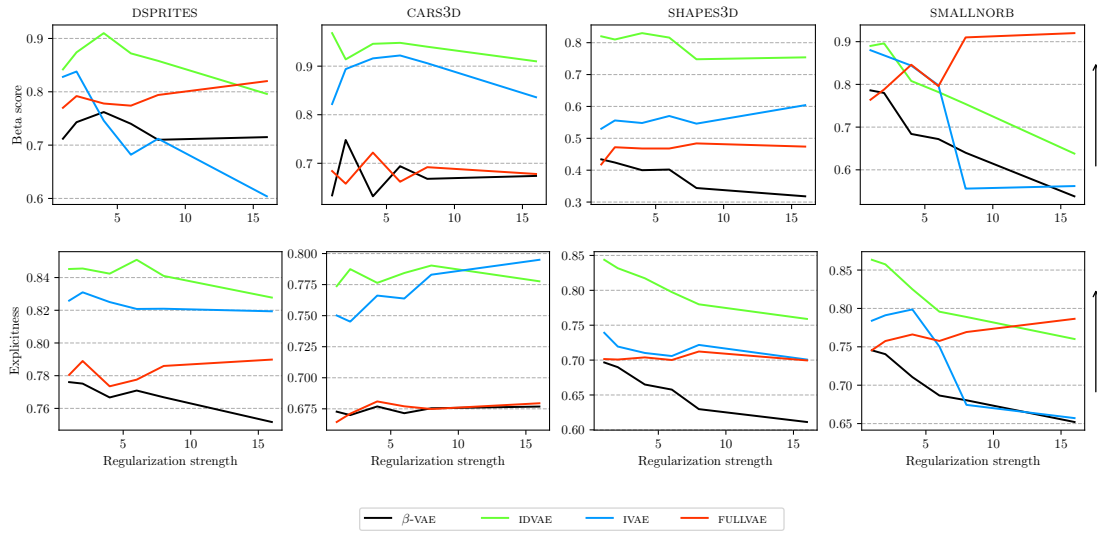 DSPRITES CARS3D SHAPES3D SMALLNORB
Beta score
0.9 0.8 0.7 0.6
5 10 15
0.9 0.8 0.7
5 10 15
0.8 0.7 0.6 0.5 0.4 0.3
5 10 15
0.9 0.8 0.7 0.6
5 10 15
Explicitness
0.84 0.82 0.80 0.78 0.76
5 10 15
Regularization strength
0.800 0.775 0.750 0.725 0.700 0.675
5 10 15
Regularization strength
0.85 0.80 0.75 0.70 0.65 0.60
5 10 15
Regularization strength
0.85 0.80 0.75 0.70 0.65
5 10 15
Regularization strength
β-VAE IDVAE IVAE FULLVAE